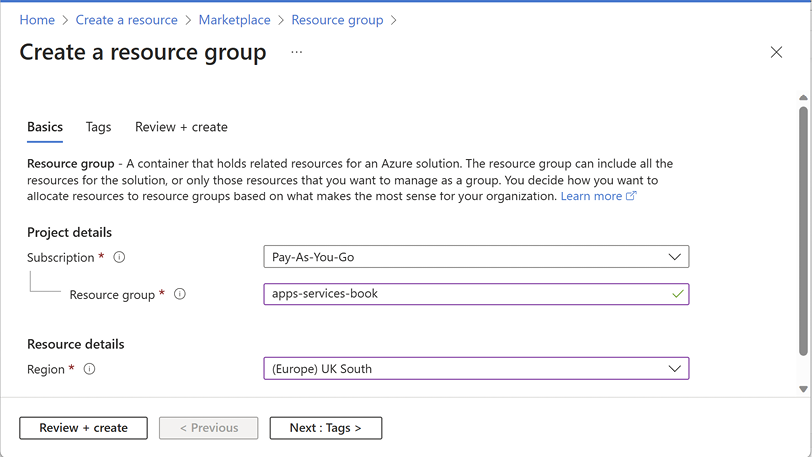 Home > Create a resource > Marketplace > Resource group >
Create a resource group ...
Basics Tags Review + create
Resource group - A container that holds related resources for an Azure solution. The resource group can include all the
resources for the solution, or only those resources that you want to manage as a group. You decide how you want to
allocate resources to resource groups based on what makes the most sense for your organization. Learn more
Project details
Subscription * Pay-As-You-Go
Resource group * apps-services-book
Resource details
Region * (Europe) UK South
Review + create < Previous Next : Tags >